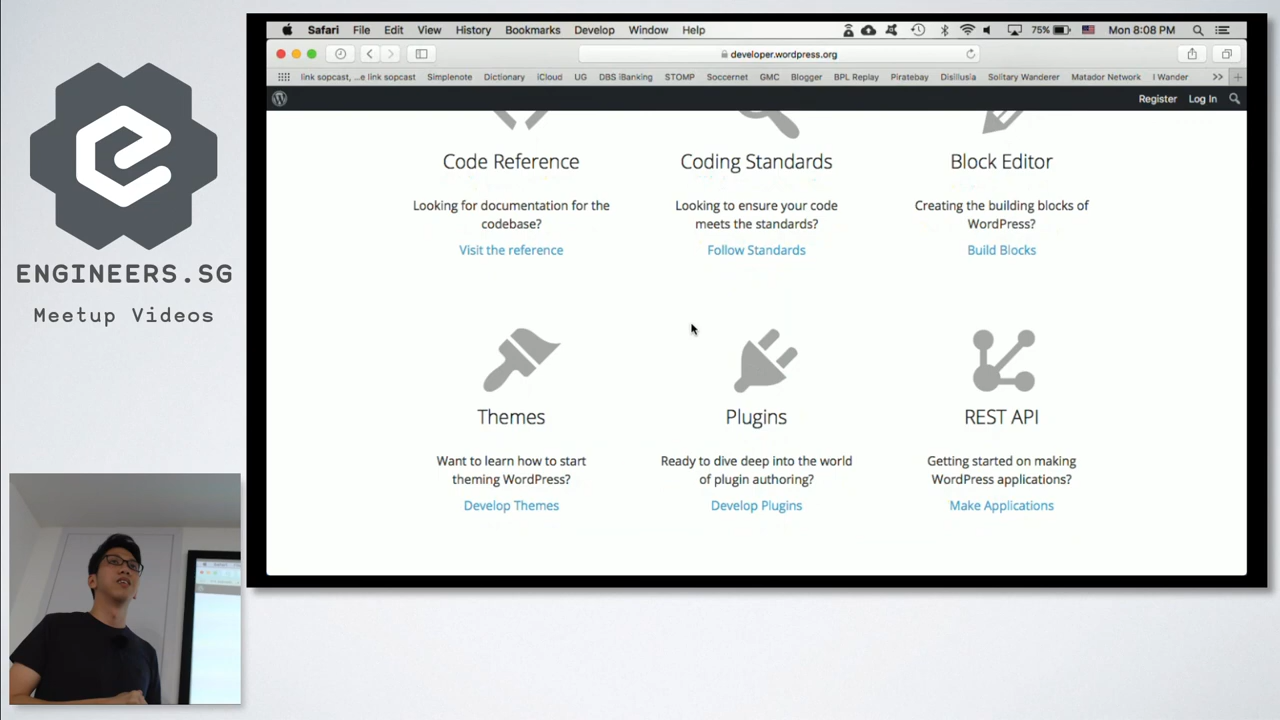 ENGINEERS.SG
Meetup Videos
Safari File Edit View History Bookmarks Develop Window Help 75% Mon 8:08 PM
developer.wordpress.org
link sopcast, ...e link sopcast Simplenote Dictionary iCloud UG DBS iBanking STOMP Soccernet GMC Blogger BPL Replay Piratebay Disillusia Solitary Wanderer Matador Network I Wander
Register Log In
Code Reference
Looking for documentation for the
codebase?
Visit the reference
Coding Standards
Looking to ensure your code
meets the standards?
Follow Standards
Block Editor
Creating the building blocks of
WordPress?
Build Blocks
Themes
Want to learn how to start
theming WordPress?
Develop Themes
Plugins
Ready to dive deep into the world
of plugin authoring?
Develop Plugins
REST API
Getting started on making
WordPress applications?
Make Applications